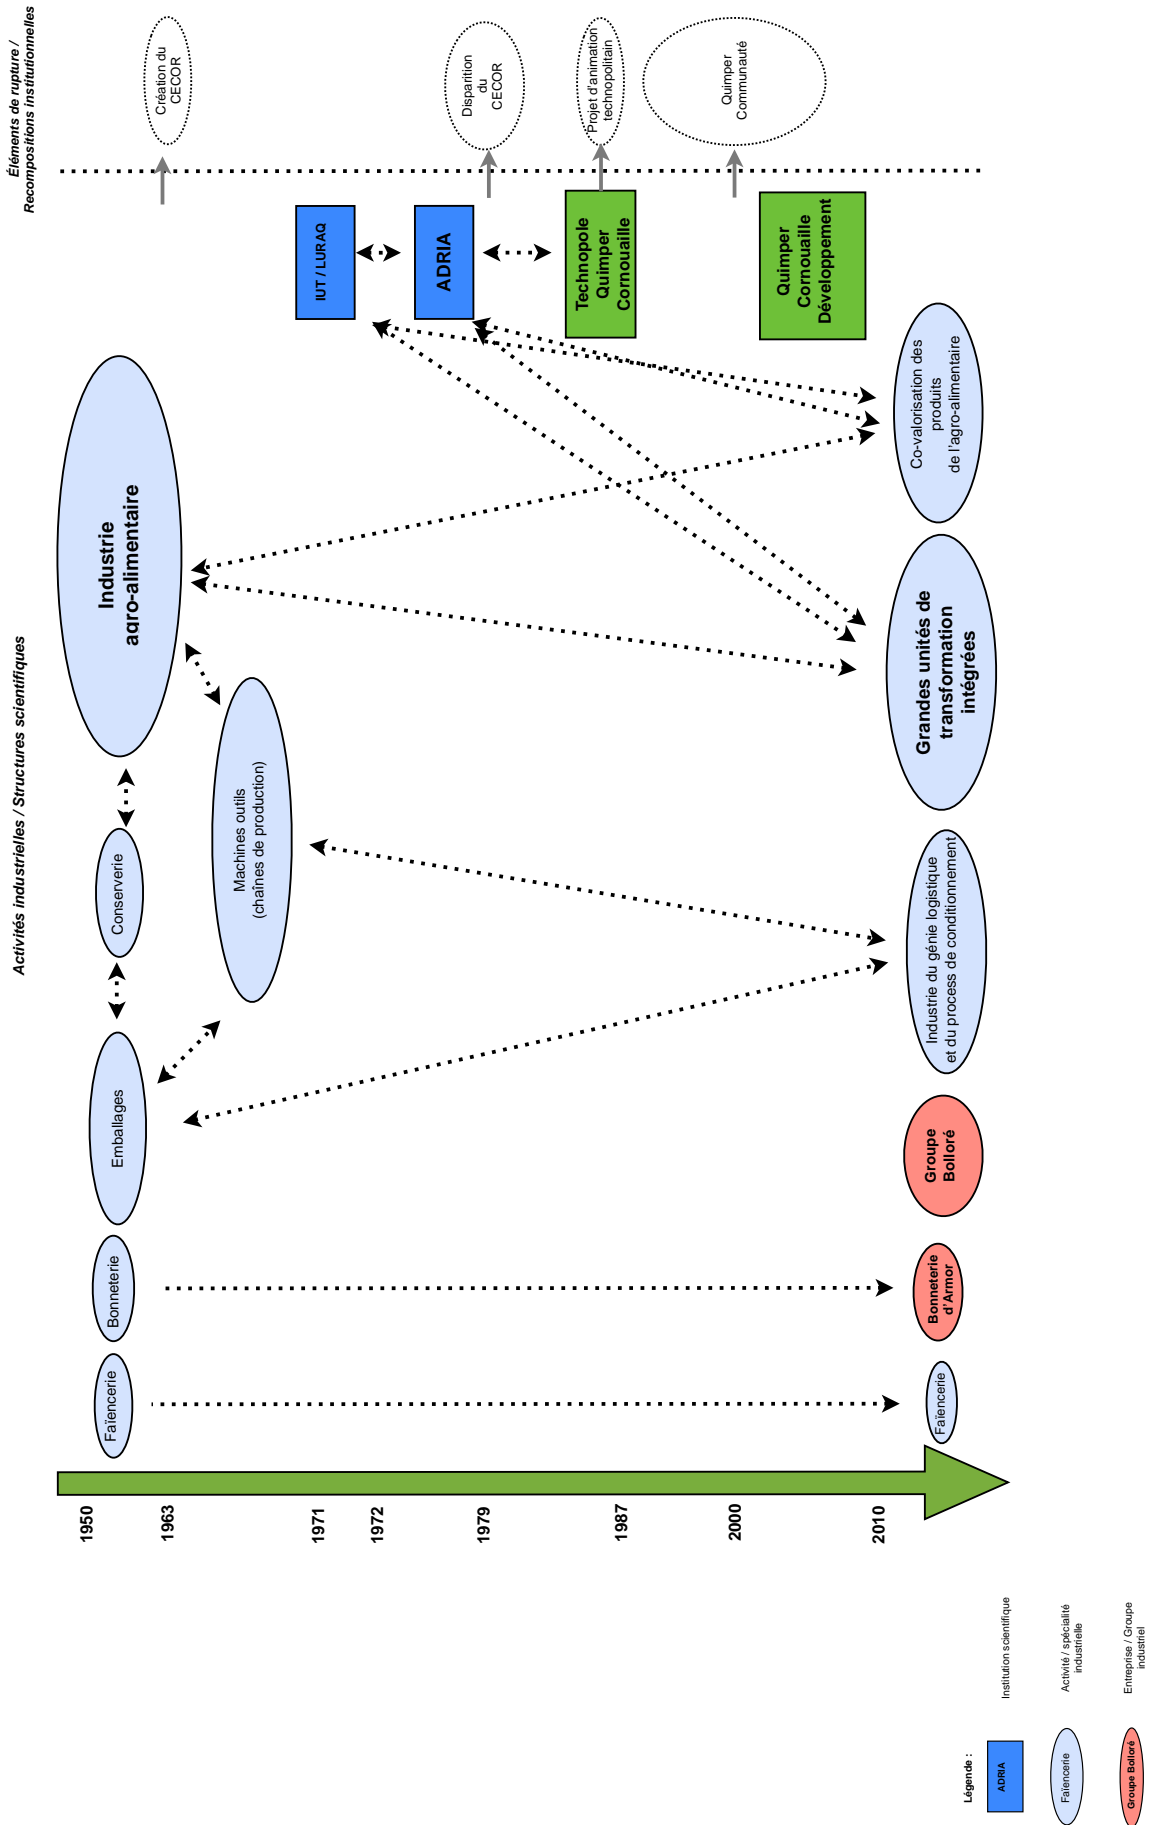 Activités industrielles / Structures scientifiques
Éléments de rupture /
Recompositions institutionnelles
1950
1963
1971
1972
1979
1987
2000
2010
Faïencerie
Bonneterie
Emballages
Conserverie
Industrie
agro-alimentaire
Création du
CECOR
Machines outils
(chaînes de production)
IUT / LURAQ
ADRIA
Disparition
du
CECOR
Technopole
Quimper
Cornouaille
Projet d'animation
technopolitain
Quimper
Communauté
Quimper
Cornouaille
Développement
Faïencerie
Bonneterie
d'Armor
Groupe
Bolloré
Industrie du génie logistique
et du process de conditionnement
Grandes unités de
transformation
intégrées
Co-valorisation des
produits
de l'agro-alimentaire
Légende :
ADRIA
Institution scientifique
Faïencerie
Activité / spécialité
industrielle
Groupe Bolloré
Entreprise / Groupe
industriel